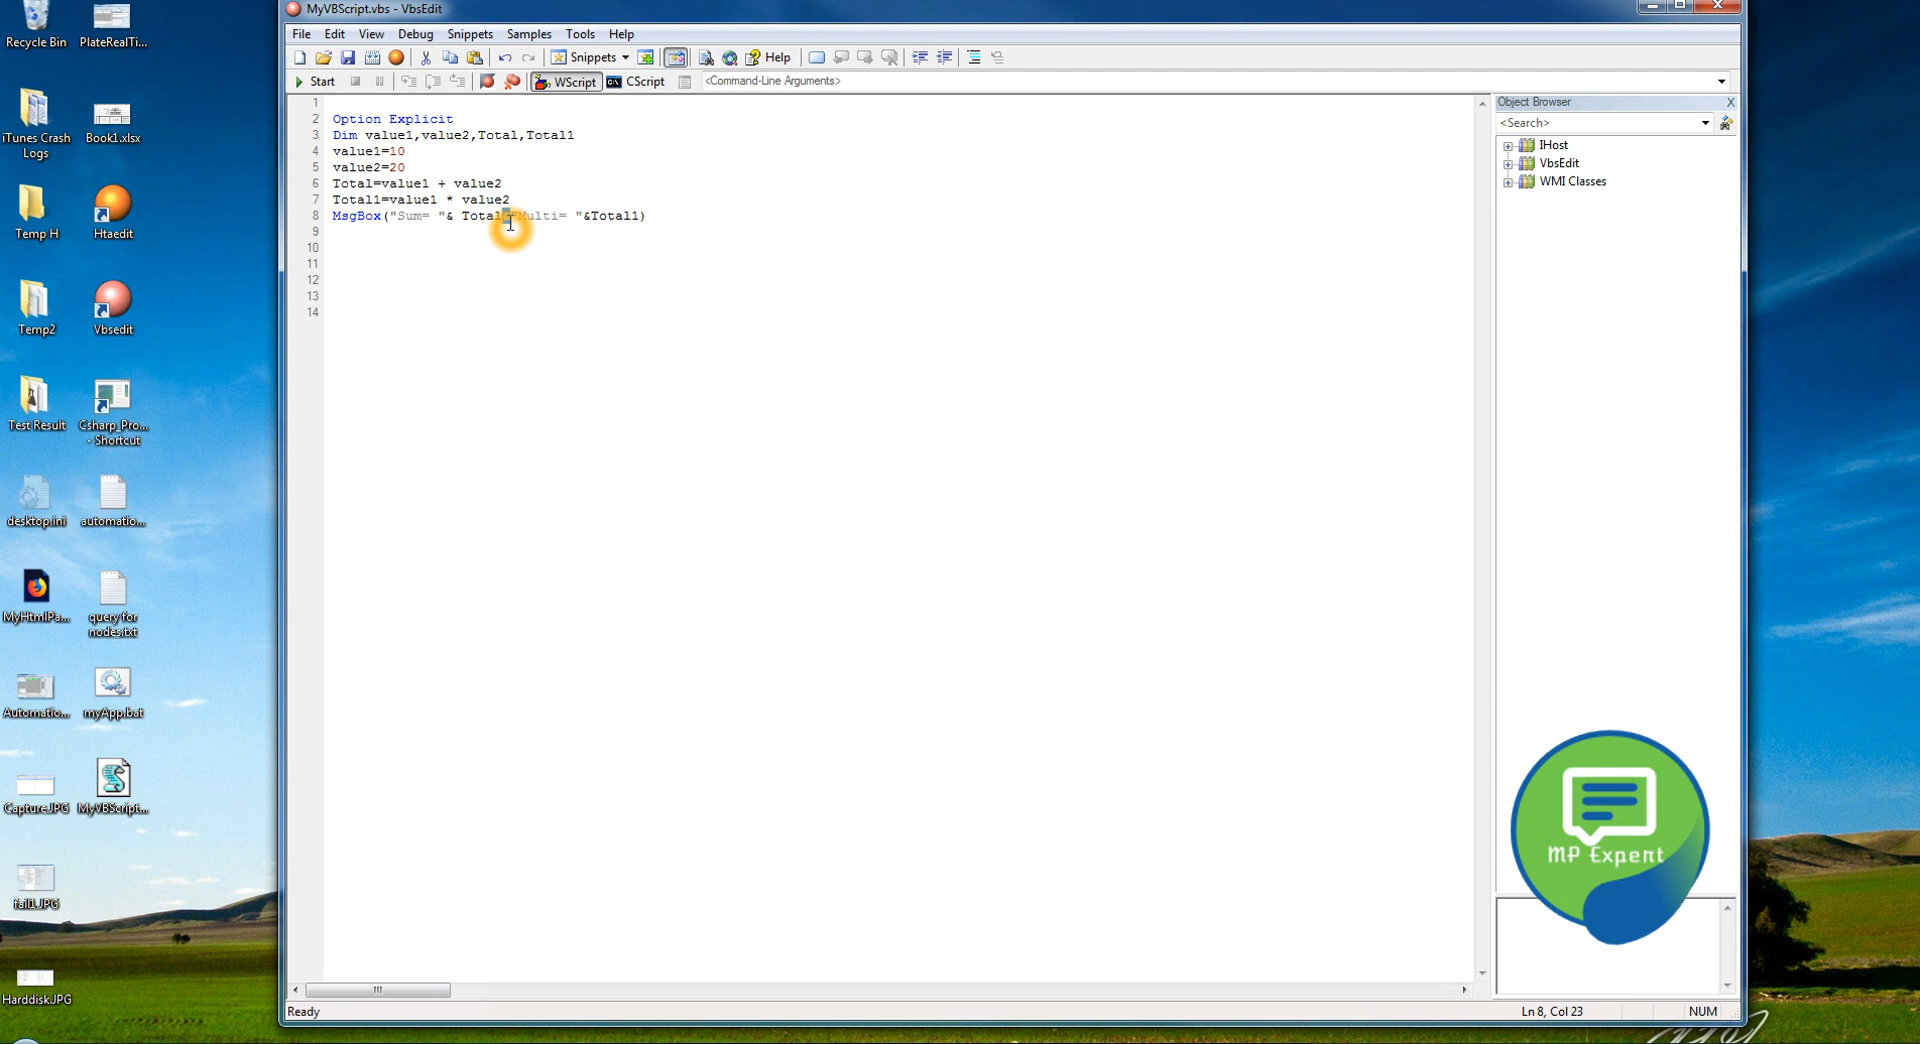 MyVBScript.vbs - VbsEdit
File Edit View Debug Snippets Samples Tools Help
Snippets Help
Start WScript CScript <Command-Line Arguments>
1
2 Option Explicit
3 Dim value1,value2,Total,Total1
4 value1=10
5 value2=20
6 Total=value1 + value2
7 Total1=value1 * value2
8 MsgBox("Sum= "& Total "Multi= "&Total1)
9
10
11
12
13
14
Object Browser X
<Search>
IHost
VbsEdit
WMI Classes
MP Expert
Ready Ln 8, Col 23 NUM
Recycle Bin PlateRealTi...
iTunes Crash Logs Book1.xlsx
Temp H Htaedit
Temp2 Vbsedit
Test Result Csharp_Pro... - Shortcut
desktop.ini automatio...
MyHtmlPa... query for nodes.txt
Automatio... myApp.bat
Capture.JPG MyVBScript...
fail1.JPG
Harddisk.JPG